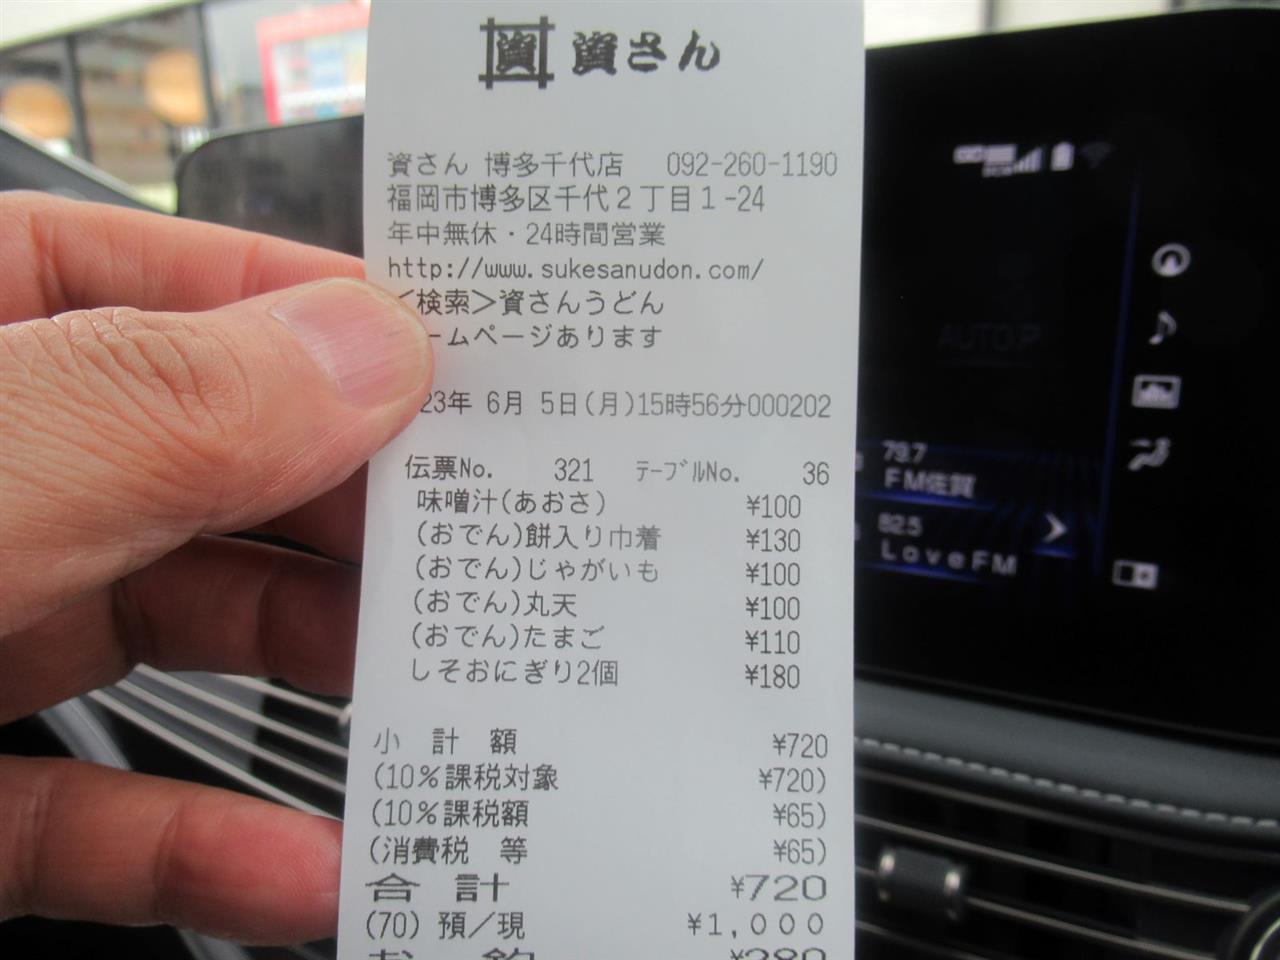 資 資さん
資さん 博多千代店 092-260-1190
福岡市博多区千代2丁目1-24
年中無休・24時間営業
http://www.sukesanudon.com/
<検索>資さんうどん
ームページあります
23年 6月 5日(月)15時56分000202
伝票No. 321 テーブルNo. 36
味噌汁(あおさ) ¥100
(おでん)餅入り巾着 ¥130
(おでん)じゃがいも ¥100
(おでん)丸天 ¥100
(おでん)たまご ¥110
しそおにぎり2個 ¥180
小 計 額 ¥720
(10%課税対象 ¥720)
(10%課税額 ¥65)
(消費税 等 ¥65)
合 計 ¥720
(70) 預/現 ¥1,000
お 釣 ¥280
AUTO.P
79.7
FM佐賀
82.5
LoveFM